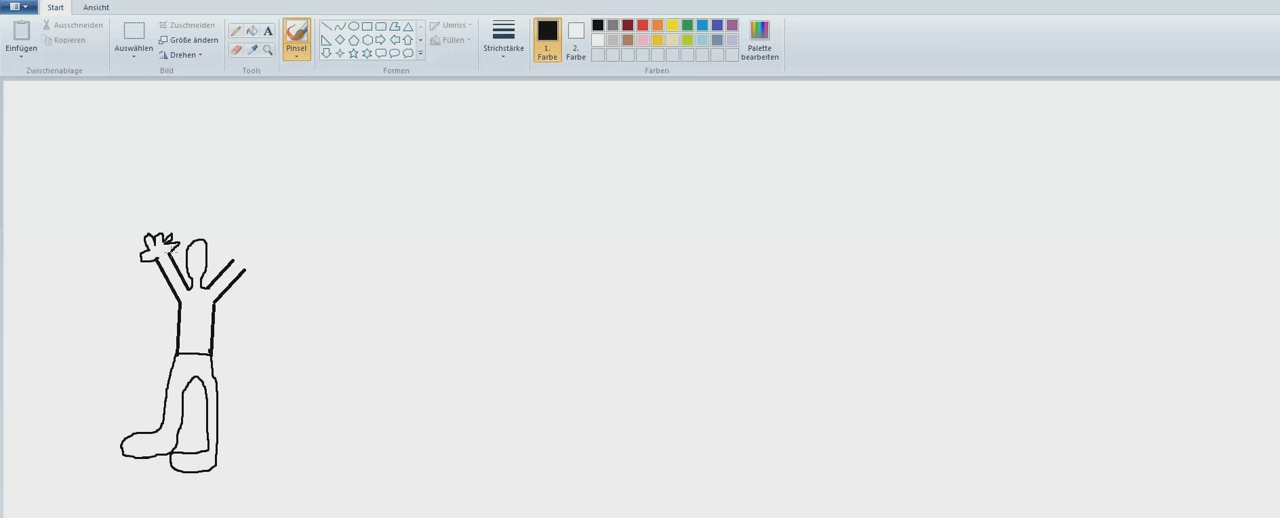 Start Ansicht
Einfügen
Ausschneiden
Kopieren
Zwischenablage
Auswählen
Zuschneiden
Größe ändern
Drehen
Bild
A
Tools
Pinsel
Umriss
Füllen
Formen
Strichstärke
1.
Farbe
2.
Farbe
Palette
bearbeiten
Farben